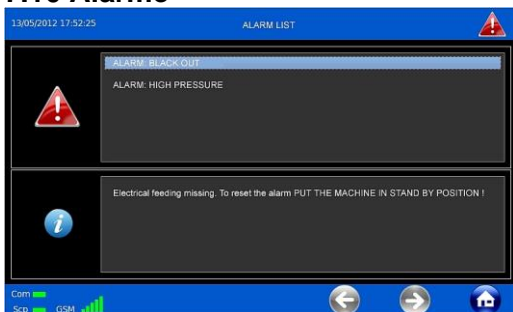 13/05/2012 17:52:25
ALARM LIST
ALARM: BLACK OUT
ALARM: HIGH PRESSURE
Electrical feeding missing. To reset the alarm PUT THE MACHINE IN STAND BY POSITION !
Com
Scp GSM